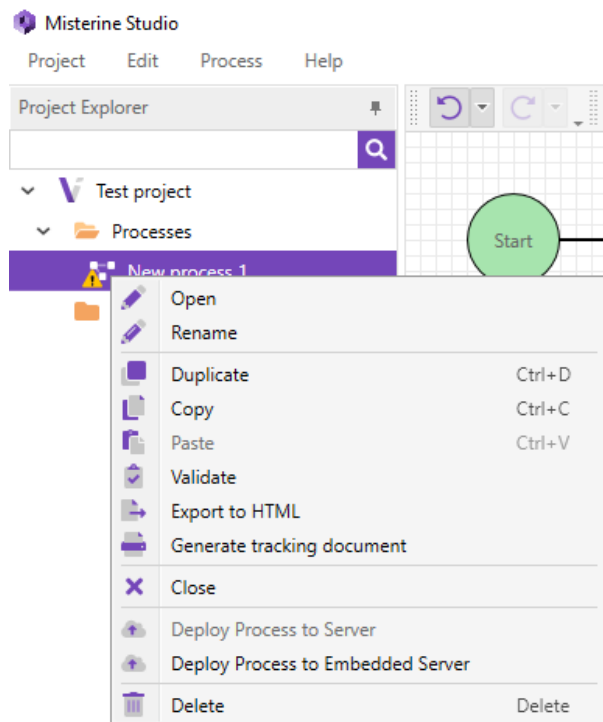 Misterine Studio
Project Edit Process Help
Project Explorer
Test project
Processes
New process 1
Start
Open
Rename
Duplicate Ctrl+D
Copy Ctrl+C
Paste Ctrl+V
Validate
Export to HTML
Generate tracking document
Close
Deploy Process to Server
Deploy Process to Embedded Server
Delete Delete